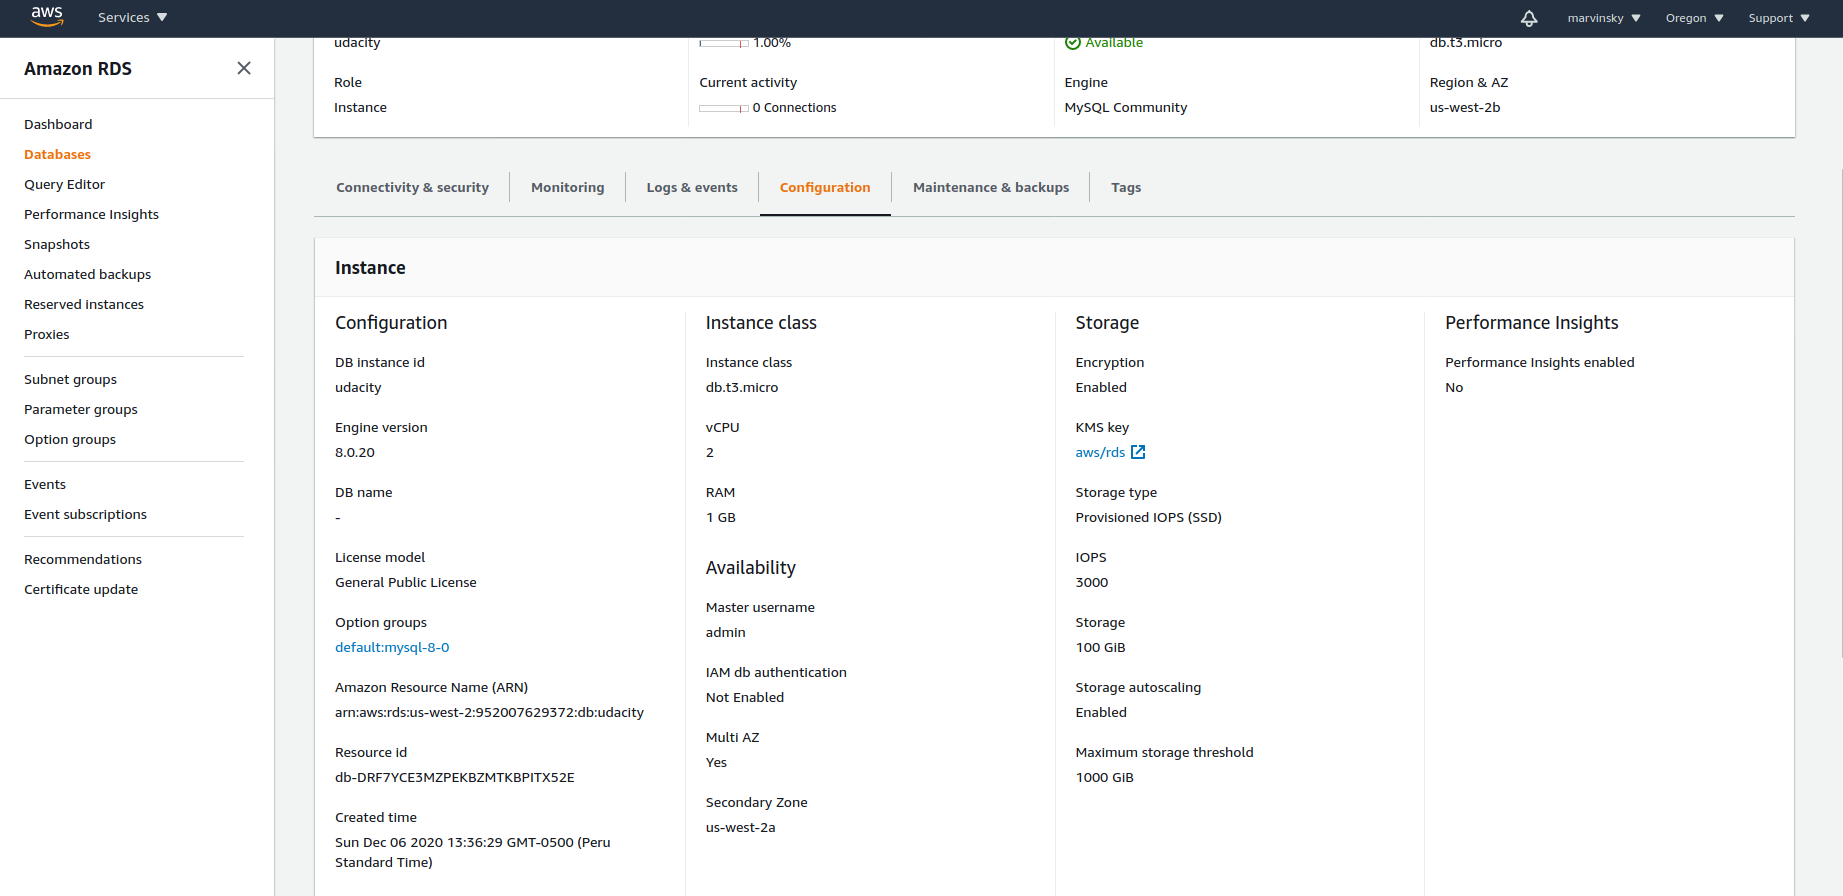 aws
Services
marvinsky
Oregon
Support
Amazon RDS
Dashboard
Databases
Query Editor
Performance Insights
Snapshots
Automated backups
Reserved instances
Proxies
Subnet groups
Parameter groups
Option groups
Events
Event subscriptions
Recommendations
Certificate update
udacity
1.00%
Available
db.t3.micro
Role
Instance
Current activity
0 Connections
Engine
MySQL Community
Region & AZ
us-west-2b
Connectivity & security
Monitoring
Logs & events
Configuration
Maintenance & backups
Tags
Instance
Configuration
DB instance id
udacity
Engine version
8.0.20
DB name
-
License model
General Public License
Option groups
default:mysql-8-0
Amazon Resource Name (ARN)
arn:aws:rds:us-west-2:952007629372:db:udacity
Resource id
db-DRF7YCE3MZPEKBZMTKBPITX52E
Created time
Sun Dec 06 2020 13:36:29 GMT-0500 (Peru
Standard Time)
Instance class
Instance class
db.t3.micro
vCPU
2
RAM
1 GB
Availability
Master username
admin
IAM db authentication
Not Enabled
Multi AZ
Yes
Secondary Zone
us-west-2a
Storage
Encryption
Enabled
KMS key
aws/rds
Storage type
Provisioned IOPS (SSD)
IOPS
3000
Storage
100 GiB
Storage autoscaling
Enabled
Maximum storage threshold
1000 GiB
Performance Insights
Performance Insights enabled
No